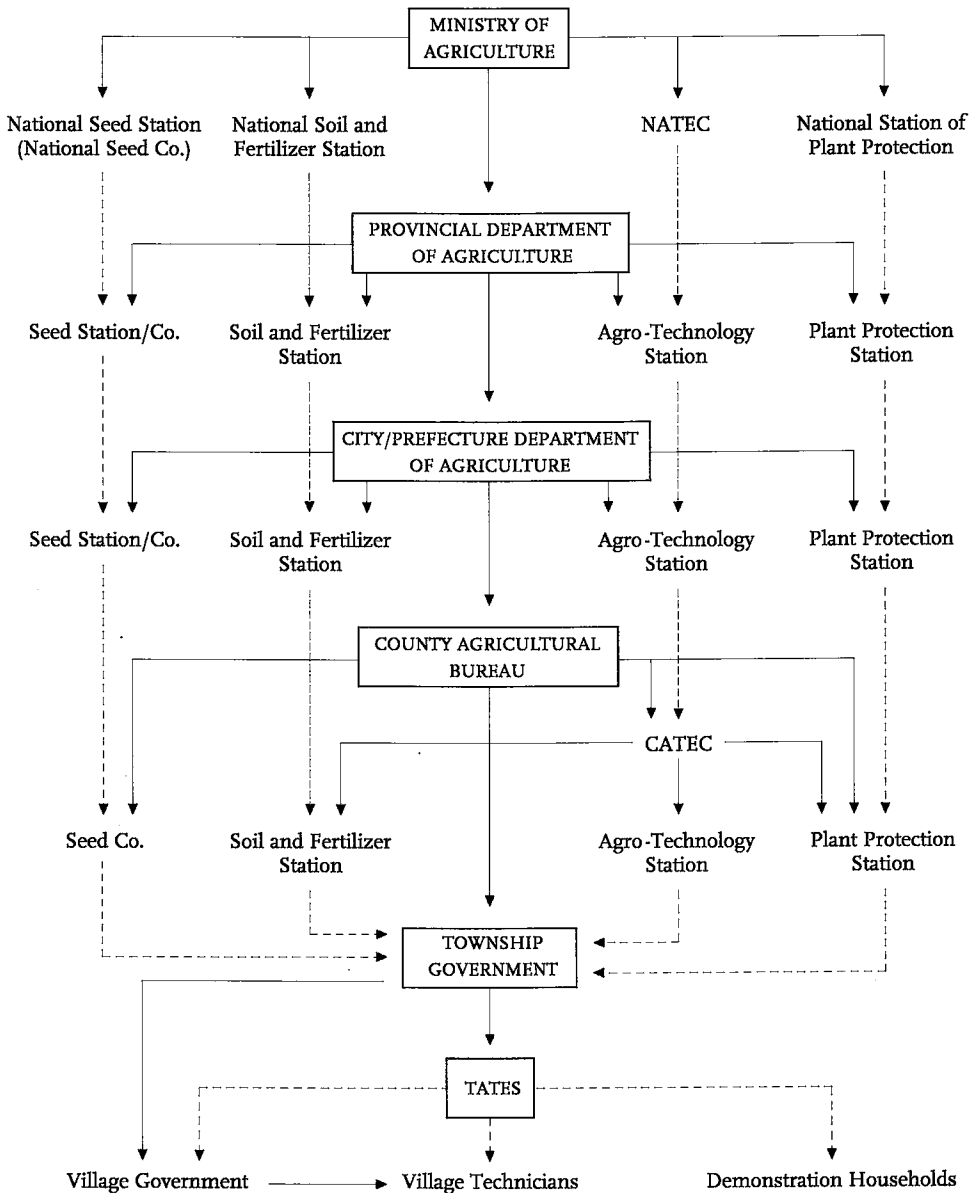 MINISTRY OF
AGRICULTURE
National Seed Station
(National Seed Co.)
National Soil and
Fertilizer Station
NATEC
National Station of
Plant Protection
PROVINCIAL DEPARTMENT
OF AGRICULTURE
Seed Station/Co.
Soil and Fertilizer
Station
Agro-Technology
Station
Plant Protection
Station
CITY/PREFECTURE DEPARTMENT
OF AGRICULTURE
Seed Station/Co.
Soil and Fertilizer
Station
Agro-Technology
Station
Plant Protection
Station
COUNTY AGRICULTURAL
BUREAU
CATEC
Seed Co.
Soil and Fertilizer
Station
Agro-Technology
Station
Plant Protection
Station
TOWNSHIP
GOVERNMENT
TATES
Village Government
Village Technicians
Demonstration Households